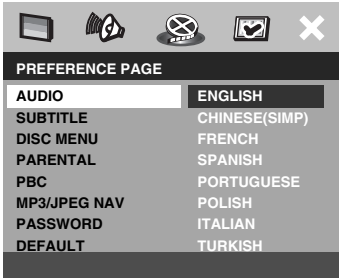 PREFERENCE PAGE
AUDIO ENGLISH
SUBTITLE CHINESE(SIMP)
DISC MENU FRENCH
PARENTAL SPANISH
PBC PORTUGUESE
MP3/JPEG NAV POLISH
PASSWORD ITALIAN
DEFAULT TURKISH